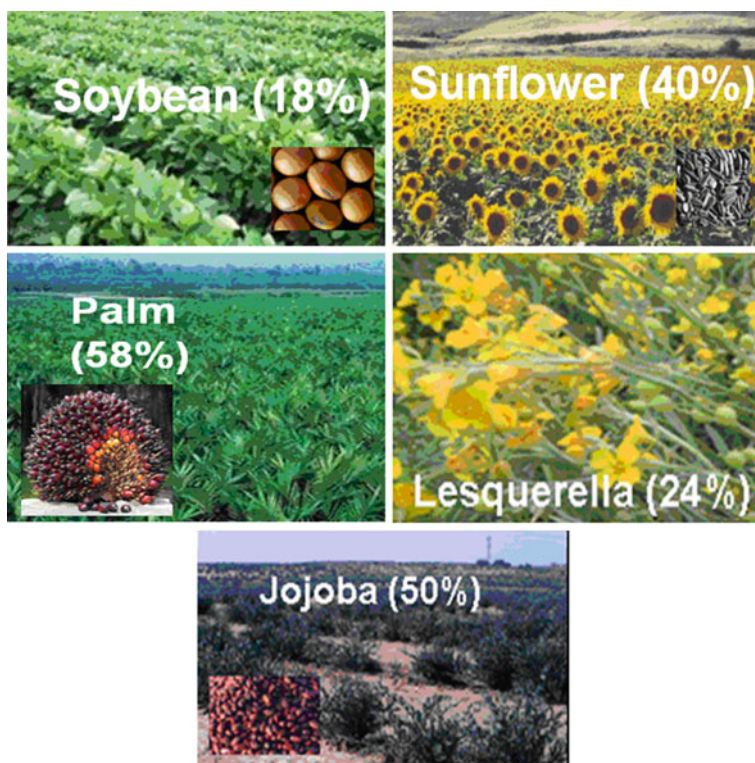 Soybean (18%)
Sunflower (40%)
Palm
(58%)
Lesquerella (24%)
Jojoba (50%)